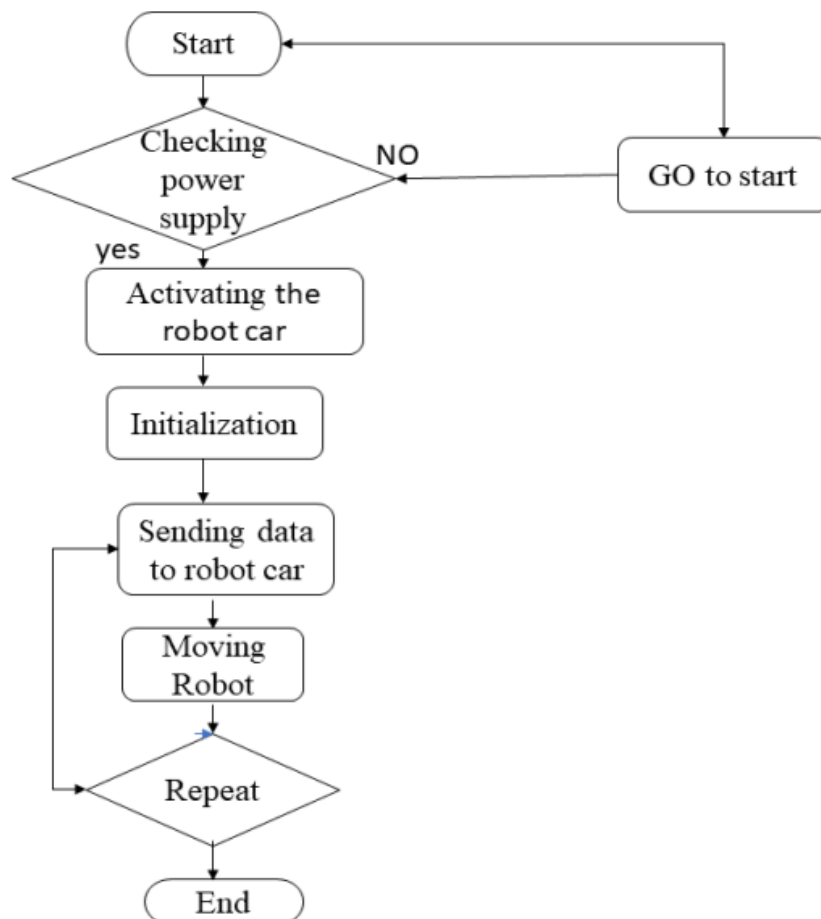 Start
Checking
power
supply
NO
GO to start
yes
Activating the
robot car
Initialization
Sending data
to robot car
Moving
Robot
Repeat
End